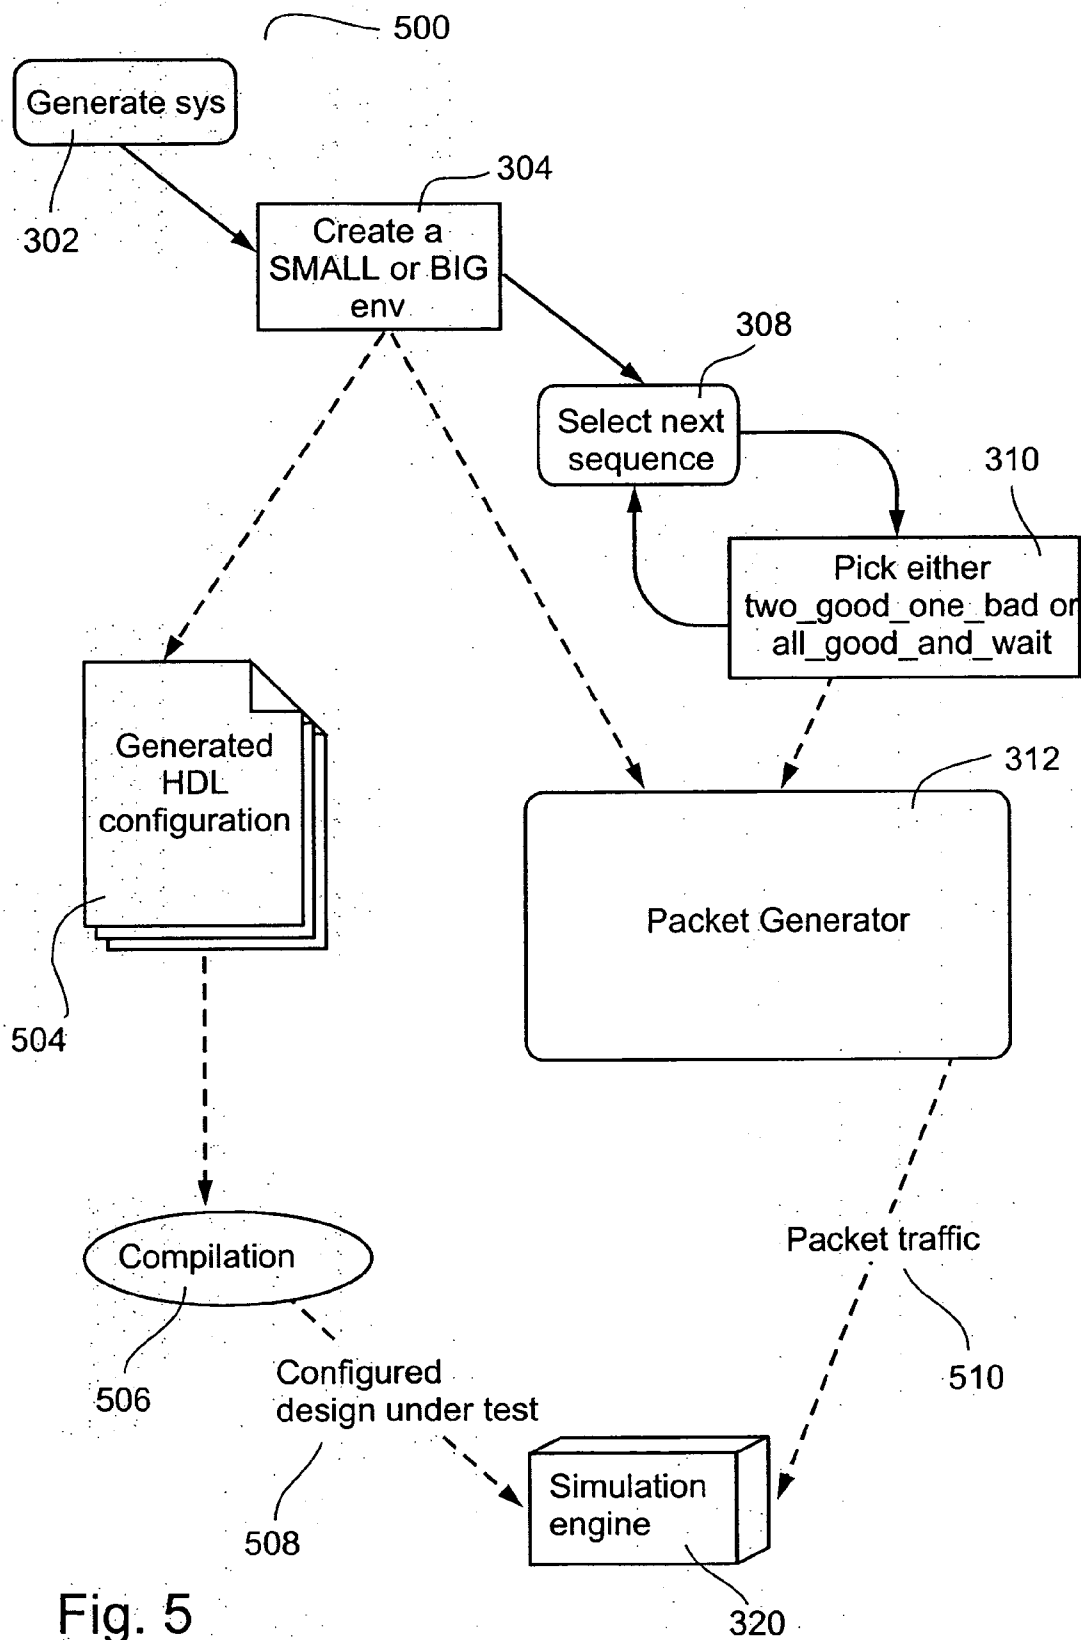 500
Generate sys
302
304
Create a
SMALL or BIG
env
308
Select next
sequence
310
Pick either
two_good_one_bad or
all_good_and_wait
Generated
HDL
configuration
504
312
Packet Generator
Compilation
506
Packet traffic
510
Configured
design under test
508
Simulation
engine
320
Fig. 5